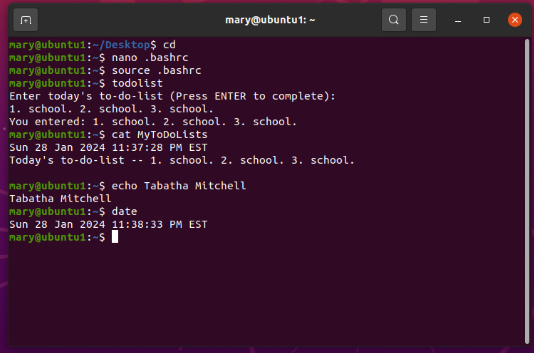 mary@ubuntu1: ~
mary@ubuntu1:~/Desktop$ cd
mary@ubuntu1:~$ nano .bashrc
mary@ubuntu1:~$ source .bashrc
mary@ubuntu1:~$ todolist
Enter today's to-do-list (Press ENTER to complete):
1. school. 2. school. 3. school.
You entered: 1. school. 2. school. 3. school.
mary@ubuntu1:~$ cat MyToDoLists
Sun 28 Jan 2024 11:37:28 PM EST
Today's to-do-list -- 1. school. 2. school. 3. school.
mary@ubuntu1:~$ echo Tabatha Mitchell
Tabatha Mitchell
mary@ubuntu1:~$ date
Sun 28 Jan 2024 11:38:33 PM EST
mary@ubuntu1:~$